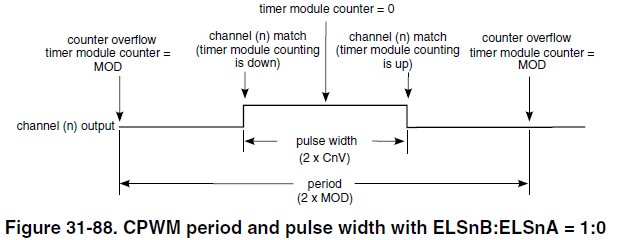 timer module counter = 0
counter overflow
timer module counter =
MOD
channel (n) match
(timer module counting
is down)
channel (n) match
(timer module counting
is up)
counter overflow
timer module counter =
MOD
channel (n) output
pulse width
(2 x CnV)
period
(2 x MOD)
Figure 31-88. CPWM period and pulse width with ELSnB:ELSnA = 1:0